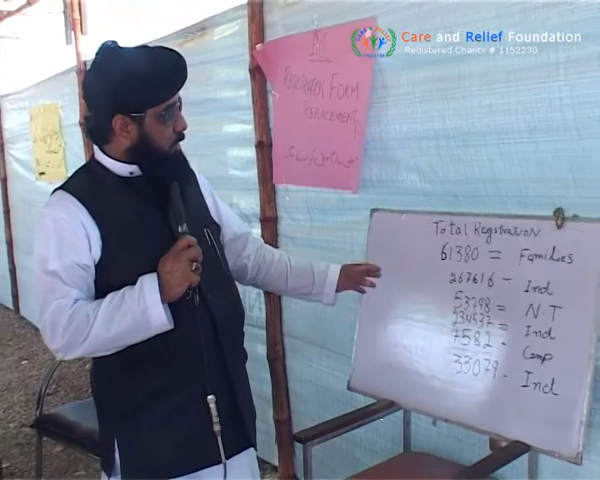 Care and Relief Foundation
Registered Charity # 1152230
REGISTRATION FORM
REPLACEMENT
Total Registration
61380 = Families
267616 - Ind
53798 = N.T
234537 = Ind
7582 - Camp
33079 - Ind